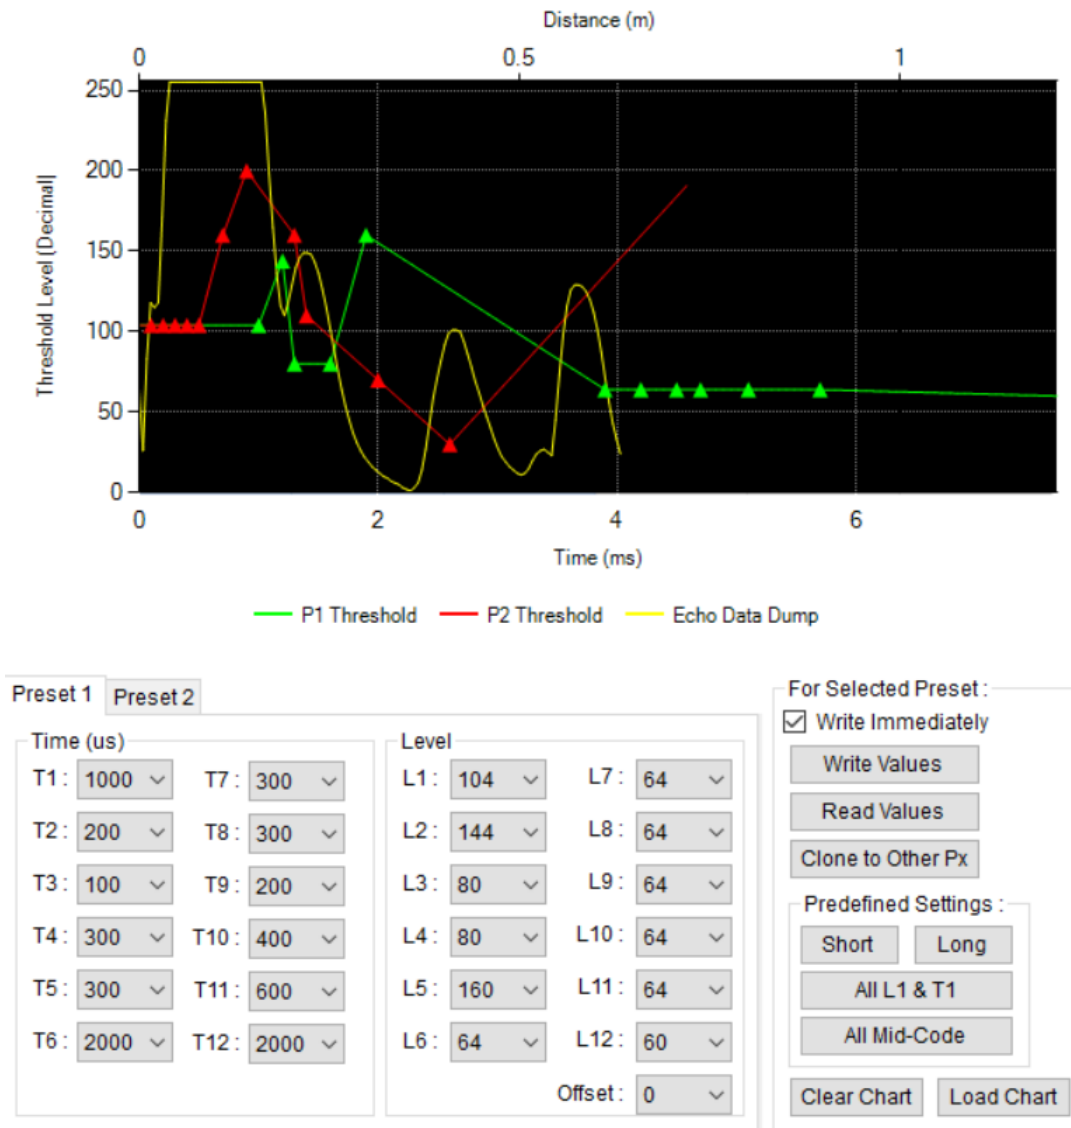 Distance (m)
0 0.5 1
250
200
150
100
50
0
Threshold Level [Decimal]
0 2 4 6
Time (ms)
P1 Threshold P2 Threshold Echo Data Dump
Preset 1 Preset 2
Time (us)
T1 : 1000 T7 : 300
T2 : 200 T8 : 300
T3 : 100 T9 : 200
T4 : 300 T10 : 400
T5 : 300 T11 : 600
T6 : 2000 T12 : 2000
Level
L1 : 104 L7 : 64
L2 : 144 L8 : 64
L3 : 80 L9 : 64
L4 : 80 L10 : 64
L5 : 160 L11 : 64
L6 : 64 L12 : 60
Offset : 0
For Selected Preset :
Write Immediately
Write Values
Read Values
Clone to Other Px
Predefined Settings :
Short Long
All L1 & T1
All Mid-Code
Clear Chart Load Chart